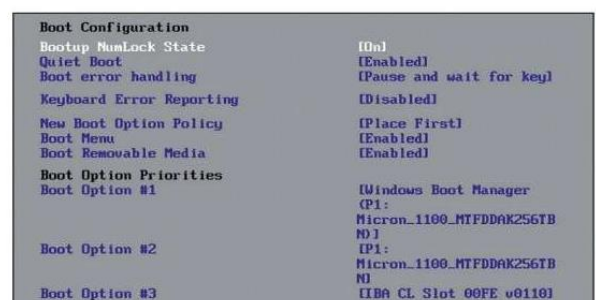 Boot Configuration
Bootup NumLock State [On]
Quiet Boot [Enabled]
Boot error handling [Pause and wait for key]
Keyboard Error Reporting [Disabled]
New Boot Option Policy [Place First]
Boot Menu [Enabled]
Boot Removable Media [Enabled]
Boot Option Priorities
Boot Option #1 [Windows Boot Manager
(P1:
Micron_1100_MTFDDAK256TB
N)]
Boot Option #2 [P1:
Micron_1100_MTFDDAK256TB
N]
Boot Option #3 [IBA CL Slot 00FE v0110]